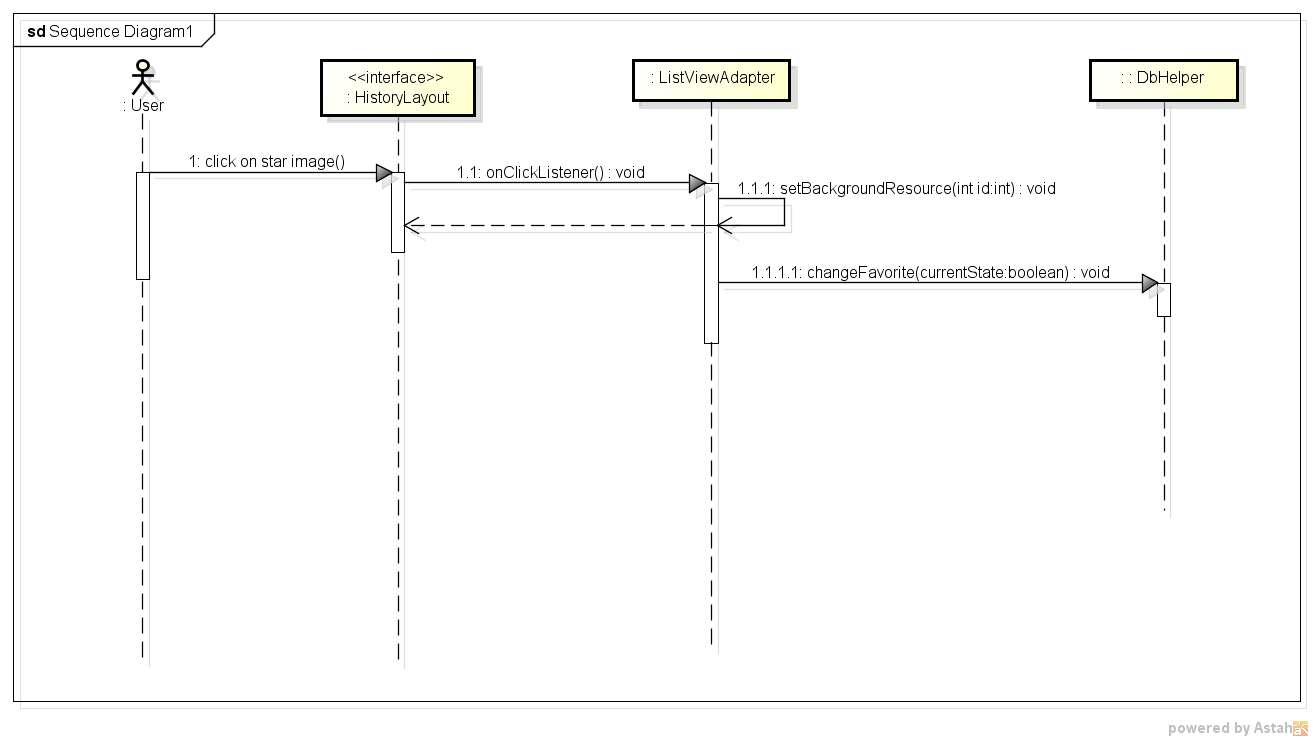 sd Sequence Diagram1
: User
<<interface>>
: HistoryLayout
: ListViewAdapter
: : DbHelper
1: click on star image()
1.1: onClickListener() : void
1.1.1: setBackgroundResource(int id:int) : void
1.1.1.1: changeFavorite(currentState:boolean) : void
powered by Astah